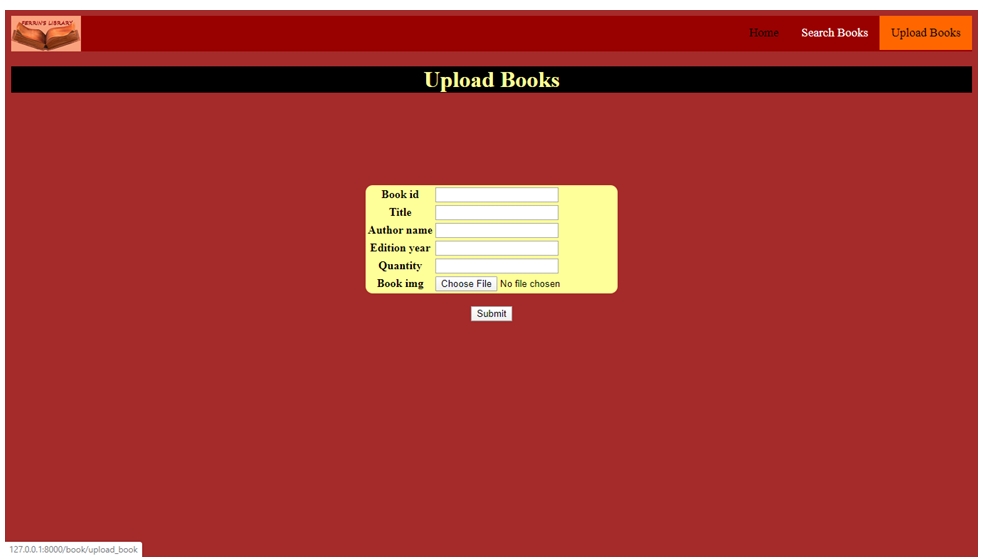 FERRIN'S LIBRARY
Home Search Books Upload Books
Upload Books
Book id
Title
Author name
Edition year
Quantity
Book img Choose File No file chosen
Submit
127.0.0.1:8000/book/upload_book